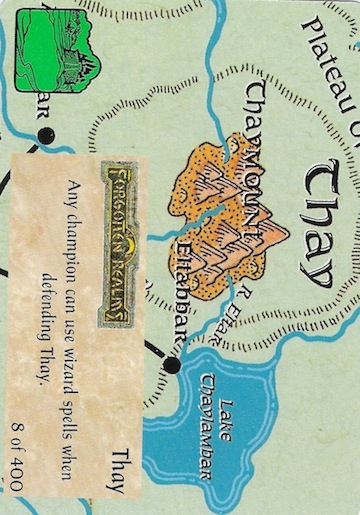 Plateau O
Thay
Thaymount
R Eltar
Eltabbar
Lake
Thaylambar
ar
FORGOTTEN REALMS
Thay
Any champion can use wizard spells when
defending Thay.
8 of 400